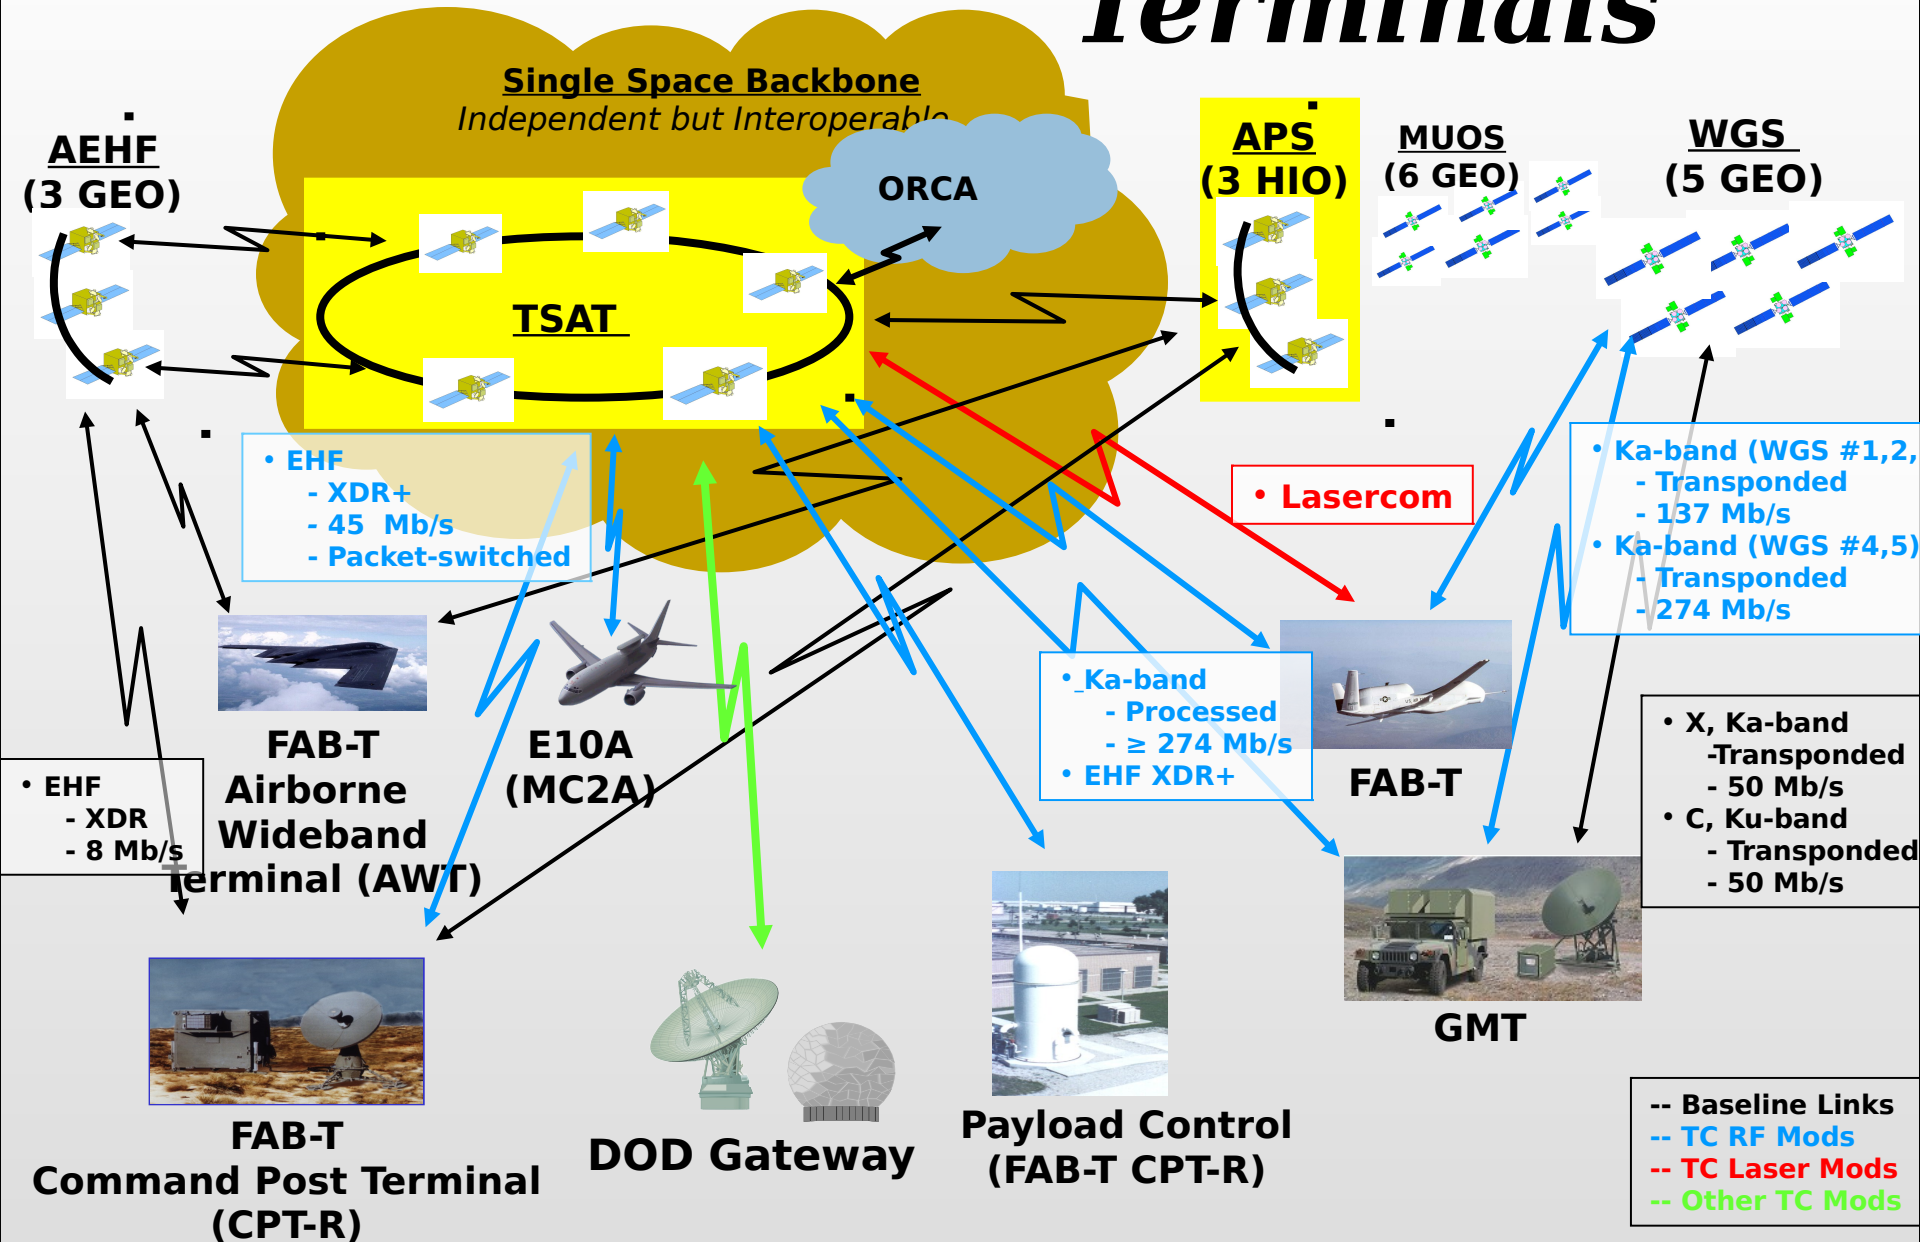 Terminals
Single Space Backbone
Independent but Interoperable
AEHF
(3 GEO)
ORCA
APS
(3 HIO)
MUOS
(6 GEO)
WGS
(5 GEO)
TSAT
• EHF
- XDR+
- 45 Mb/s
- Packet-switched
• Lasercom
• Ka-band (WGS #1,2,
- Transponded
- 137 Mb/s
• Ka-band (WGS #4,5)
- Transponded
- 274 Mb/s
• Ka-band
- Processed
- ≥ 274 Mb/s
• EHF XDR+
• X, Ka-band
-Transponded
- 50 Mb/s
• C, Ku-band
- Transponded
- 50 Mb/s
• EHF
- XDR
- 8 Mb/s
FAB-T
Airborne
Wideband
Terminal (AWT)
E10A
(MC2A)
FAB-T
GMT
FAB-T
Command Post Terminal
(CPT-R)
DOD Gateway
Payload Control
(FAB-T CPT-R)
-- Baseline Links
-- TC RF Mods
-- TC Laser Mods
-- Other TC Mods